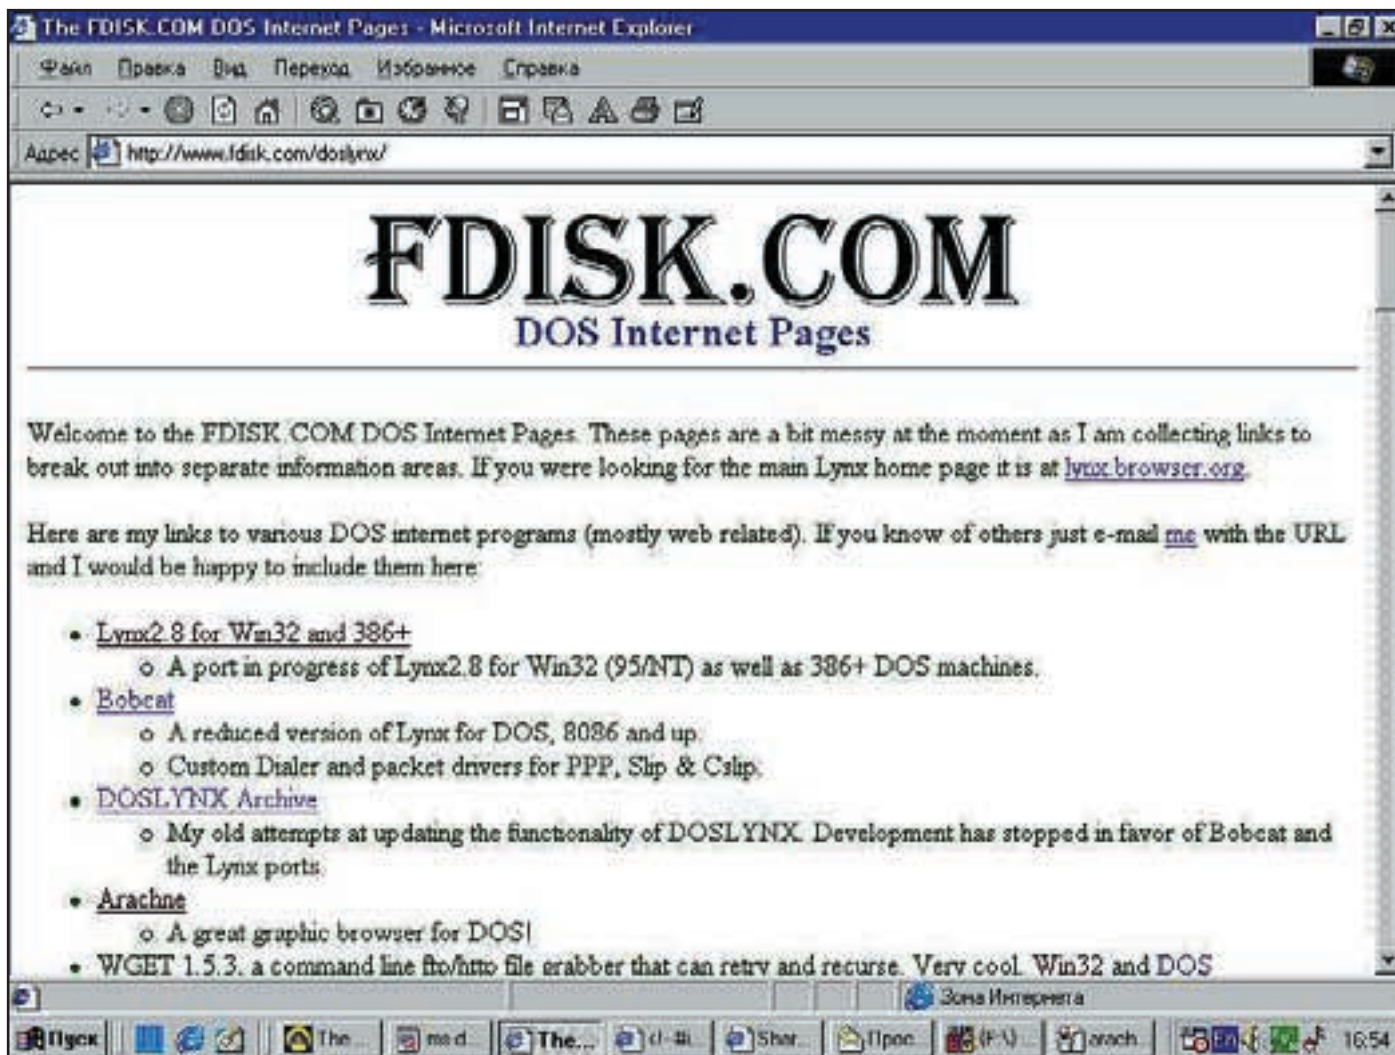 The FDISK.COM DOS Internet Pages - Microsoft Internet Explorer
Файл Правка Вид Переход Избранное Справка
Адрес http://www.fdisk.com/doslynx/
FDISK.COM
DOS Internet Pages
Welcome to the FDISK.COM DOS Internet Pages. These pages are a bit messy at the moment as I am collecting links to
break out into separate information areas. If you were looking for the main Lynx home page it is at lynx.browser.org.
Here are my links to various DOS internet programs (mostly web related). If you know of others just e-mail me with the URL
and I would be happy to include them here:
Lynx2.8 for Win32 and 386+
A port in progress of Lynx2.8 for Win32 (95/NT) as well as 386+ DOS machines.
Bobcat
A reduced version of Lynx for DOS, 8086 and up.
Custom Dialer and packet drivers for PPP, Slip & Cslip.
DOSLYNX Archive
My old attempts at updating the functionality of DOSLYNX. Development has stopped in favor of Bobcat and
the Lynx ports.
Arachne
A great graphic browser for DOS!
WGET 1.5.3, a command line ftp/http file grabber that can retry and recurse. Very cool. Win32 and DOS
Зона Интернета
Пуск The... The... Shar... Прос... (F:\) arach... En 16:54